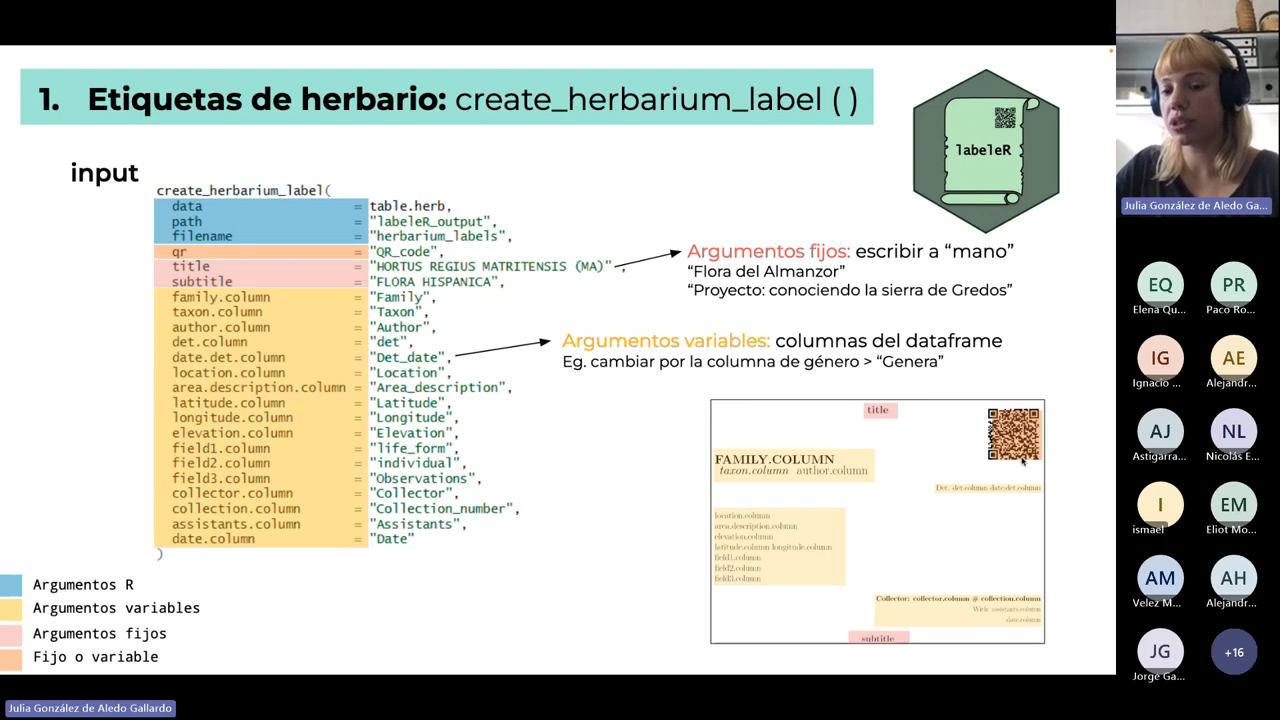 1. Etiquetas de herbario: create_herbarium_label ( )
labeleR
input
create_herbarium_label(
data = table.herb,
path = "labeleR_output",
filename = "herbarium_labels",
qr = "QR_code",
title = "HORTUS REGIUS MATRITENSIS (MA)" ,
subtitle = "FLORA HISPANICA",
family.column = "Family",
taxon.column = "Taxon",
author.column = "Author",
det.column = "det",
date.det.column = "Det_date",
location.column = "Location",
area.description.column = "Area_description",
latitude.column = "Latitude",
longitude.column = "Longitude",
elevation.column = "Elevation",
field1.column = "life_form",
field2.column = "individual",
field3.column = "Observations",
collector.column = "Collector",
collection.column = "Collection_number",
assistants.column = "Assistants",
date.column = "Date"
)
Argumentos fijos: escribir a “mano”
“Flora del Almanzor”
“Proyecto: conociendo la sierra de Gredos”
Argumentos variables: columnas del dataframe
Eg. cambiar por la columna de género > “Genera”
title
FAMILY.COLUMN
taxon.column author.column
Det. det.column date.det.column
location.column
area.description.column
elevation.column
latitude.column longitude.column
field1.column
field2.column
field3.column
Collector: collector.column # collection.column
With: assistants.column
date.column
subtitle
Argumentos R
Argumentos variables
Argumentos fijos
Fijo o variable
Julia González de Aledo Gallardo
Julia González de Aledo Ga...
EQ
Elena Qu...
PR
Paco Ro...
IG
Ignacio ...
AE
Alejandr...
AJ
Astigarra...
NL
Nicolás E...
I
ismael
EM
Eliot Mo...
AM
Velez M...
AH
Alejandr...
JG
Jorge Ga...
+16